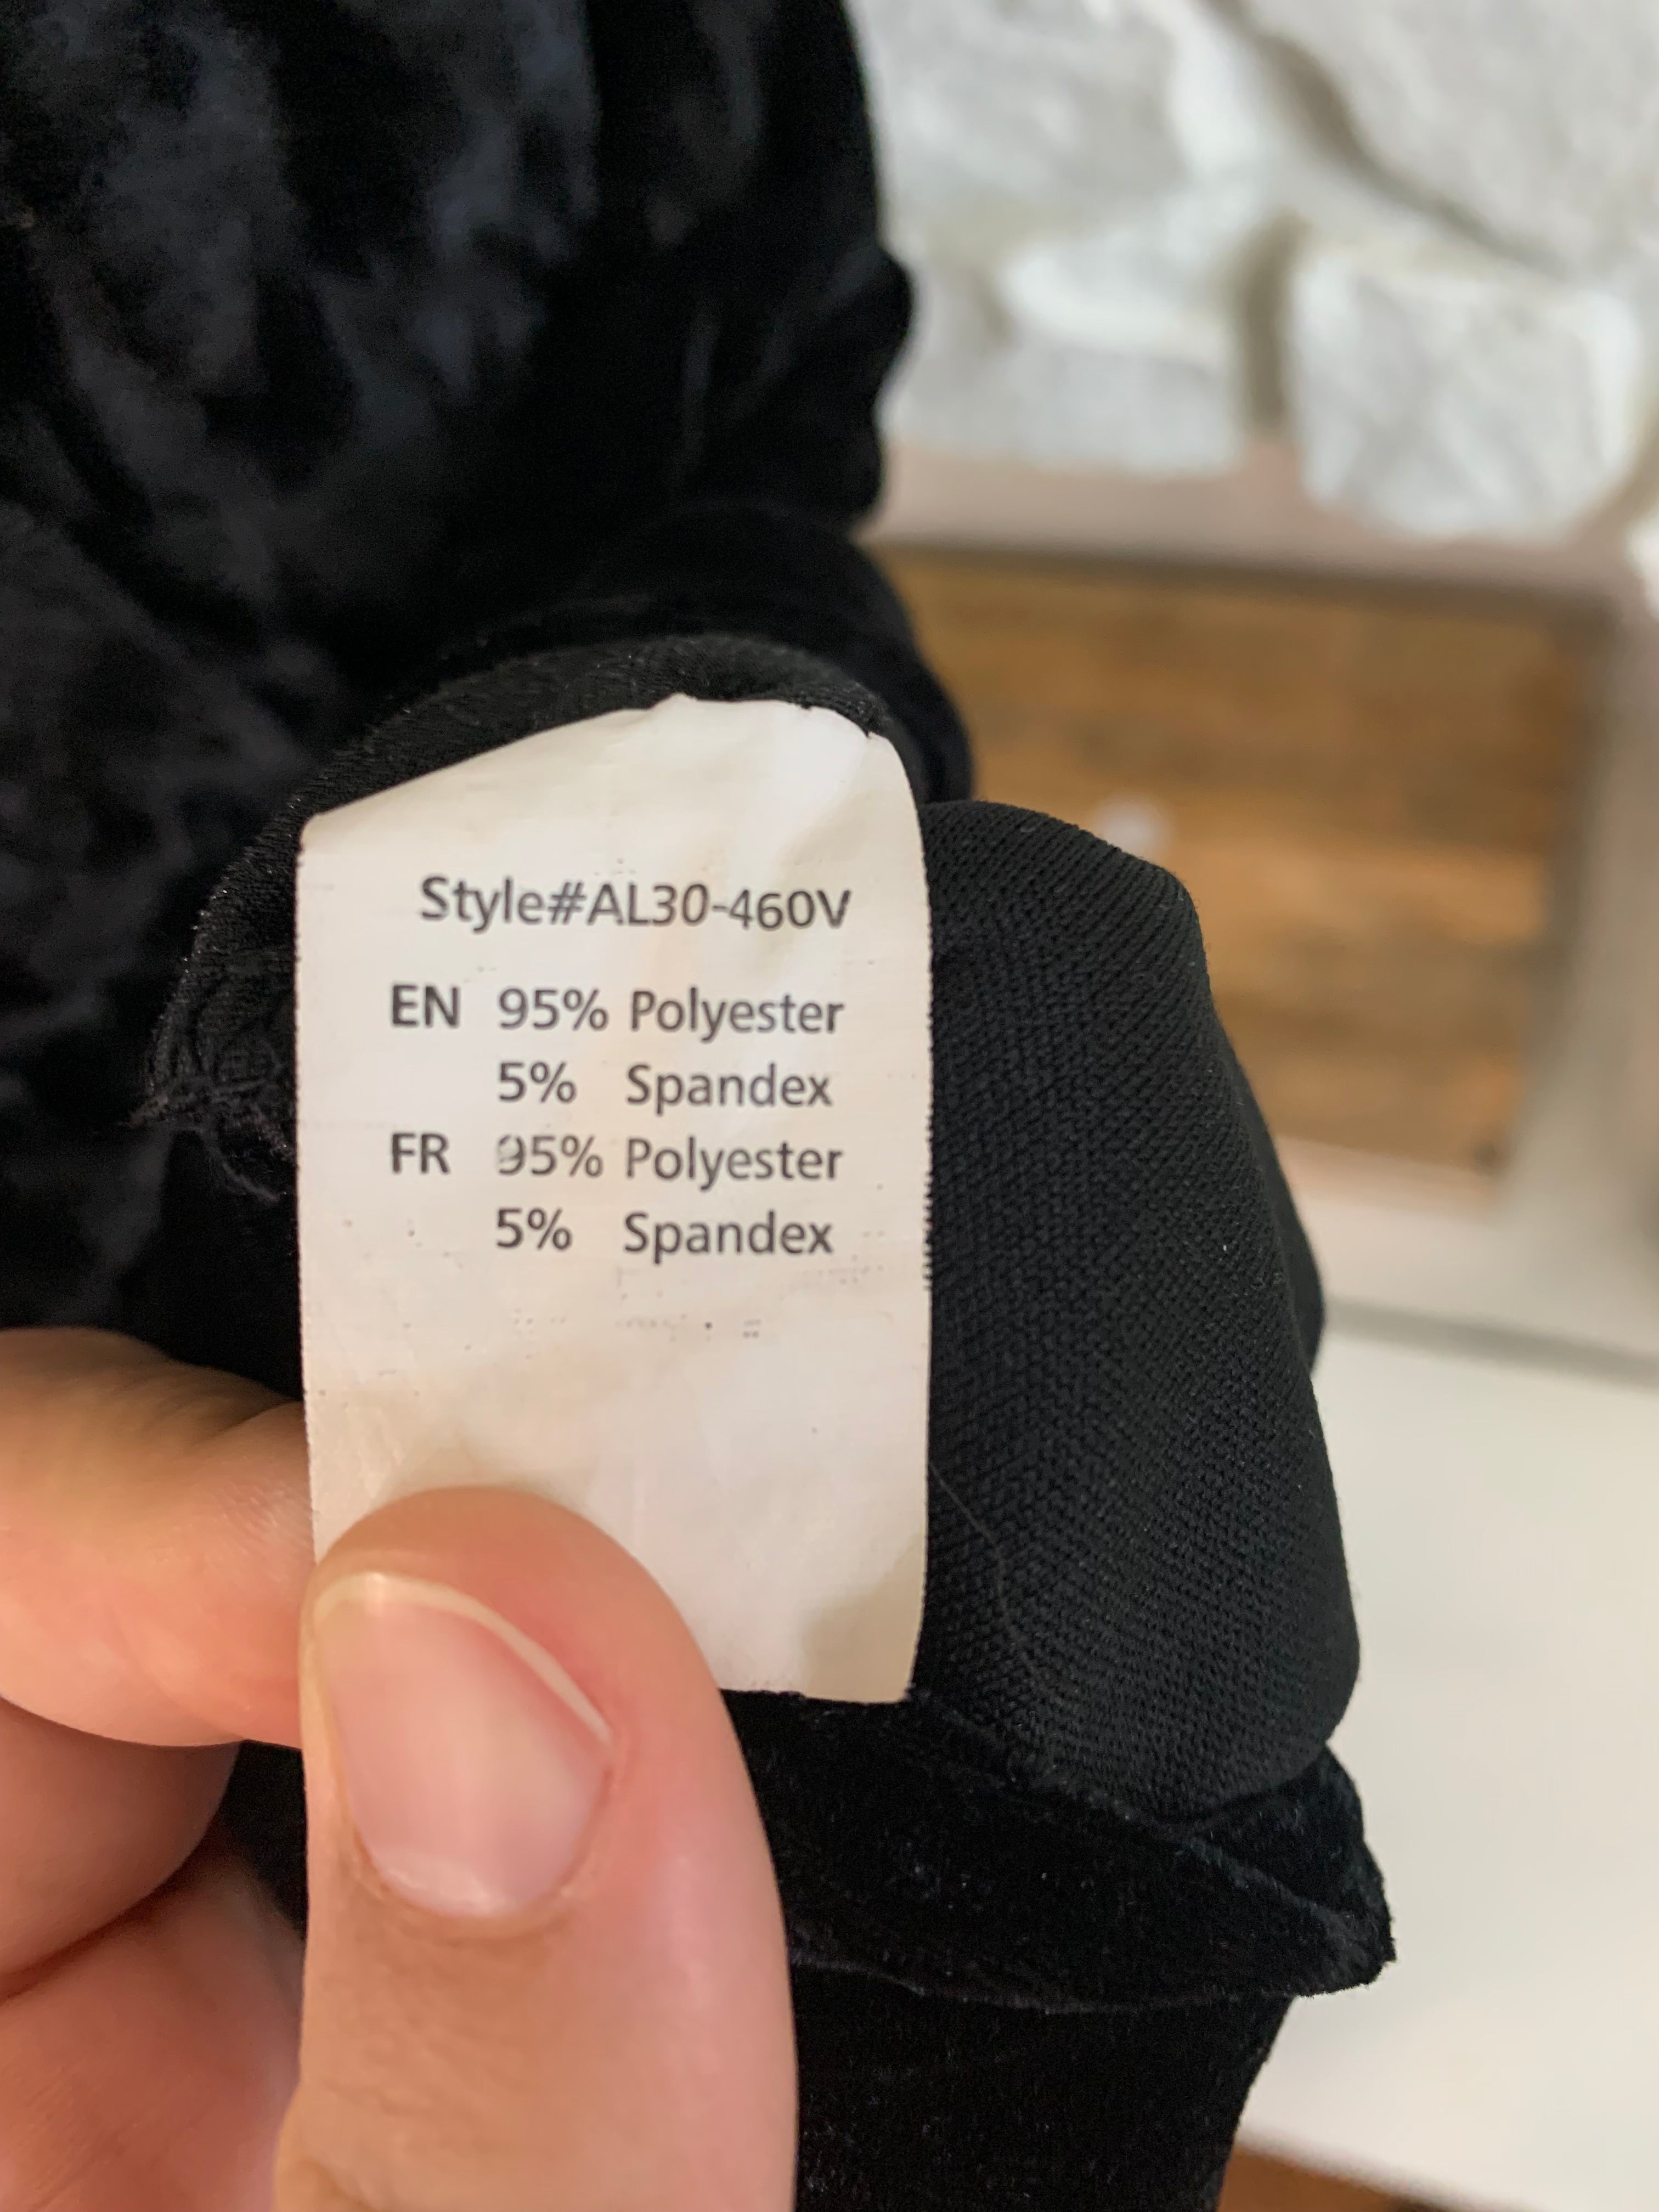 Style#AL30-460V
EN 95% Polyester
5% Spandex
FR 95% Polyester
5% Spandex